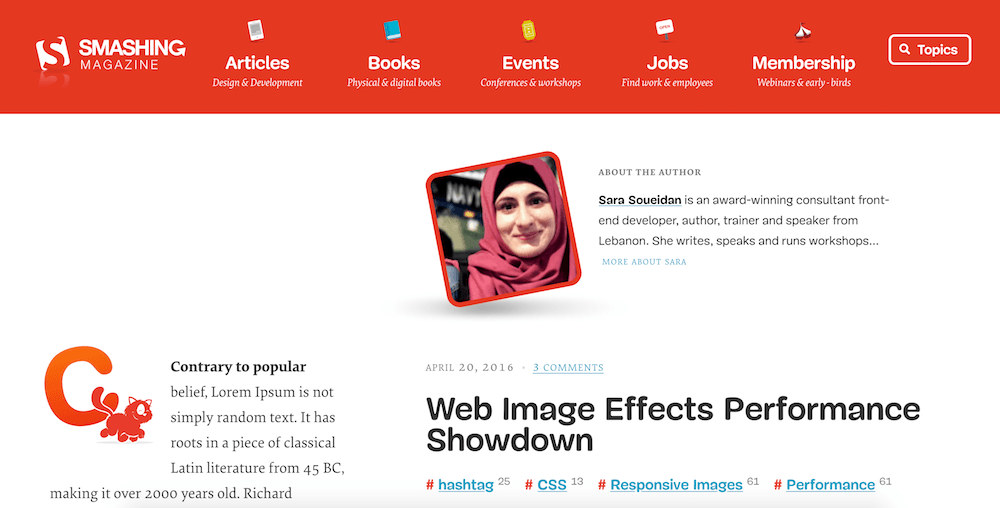 SMASHING
MAGAZINE
Articles
Design & Development
Books
Physical & digital books
Events
Conferences & workshops
OPEN
Jobs
Find work & employees
Membership
Webinars & early - birds
Topics
NAVY
ABOUT THE AUTHOR
Sara Soueidan is an award-winning consultant front-
end developer, author, trainer and speaker from
Lebanon. She writes, speaks and runs workshops...
MORE ABOUT SARA
C
Contrary to popular
belief, Lorem Ipsum is not
simply random text. It has
roots in a piece of classical
Latin literature from 45 BC,
making it over 2000 years old. Richard
APRIL 20, 2016 • 3 COMMENTS
Web Image Effects Performance
Showdown
# hashtag 25 # CSS 13 # Responsive Images 61 # Performance 61